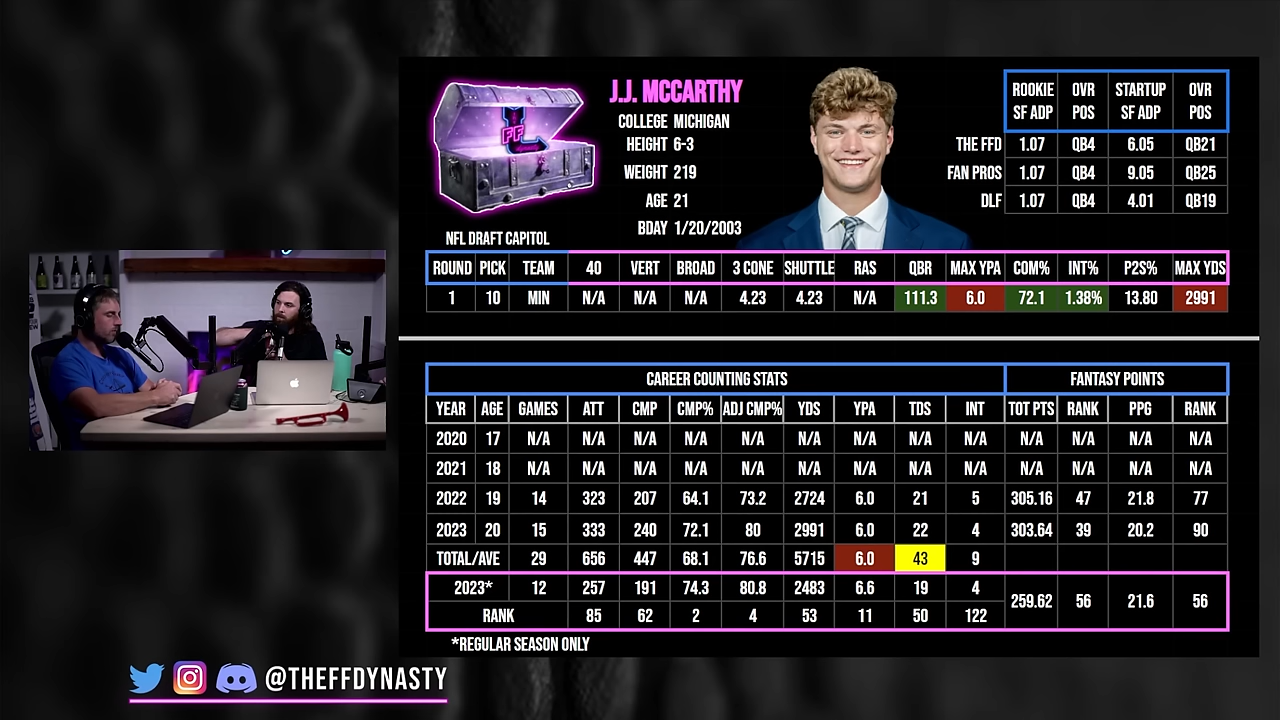 J.J. MCCARTHY
COLLEGE MICHIGAN
HEIGHT 6-3
WEIGHT 219
AGE 21
BDAY 1/20/2003
FF
ROOKIE SF ADP OVR POS STARTUP SF ADP OVR POS
THE FFD 1.07 QB4 6.05 QB21
FAN PROS 1.07 QB4 9.05 QB25
DLF 1.07 QB4 4.01 QB19
NFL DRAFT CAPITOL
ROUND PICK TEAM 40 VERT BROAD 3 CONE SHUTTLE RAS QBR MAX YPA COM% INT% P2S% MAX YDS
1 10 MIN N/A N/A N/A 4.23 4.23 N/A 111.3 6.0 72.1 1.38% 13.80 2991
CAREER COUNTING STATS FANTASY POINTS
YEAR AGE GAMES ATT CMP CMP% ADJ CMP% YDS YPA TDS INT TOT PTS RANK PPG RANK
2020 17 N/A N/A N/A N/A N/A N/A N/A N/A N/A N/A N/A N/A N/A
2021 18 N/A N/A N/A N/A N/A N/A N/A N/A N/A N/A N/A N/A N/A
2022 19 14 323 207 64.1 73.2 2724 6.0 21 5 305.16 47 21.8 77
2023 20 15 333 240 72.1 80 2991 6.0 22 4 303.64 39 20.2 90
TOTAL/AVE 29 656 447 68.1 76.6 5715 6.0 43 9
2023* 12 257 191 74.3 80.8 2483 6.6 19 4 259.62 56 21.6 56
RANK 85 62 2 4 53 11 50 122
*REGULAR SEASON ONLY
@THEFFDYNASTY